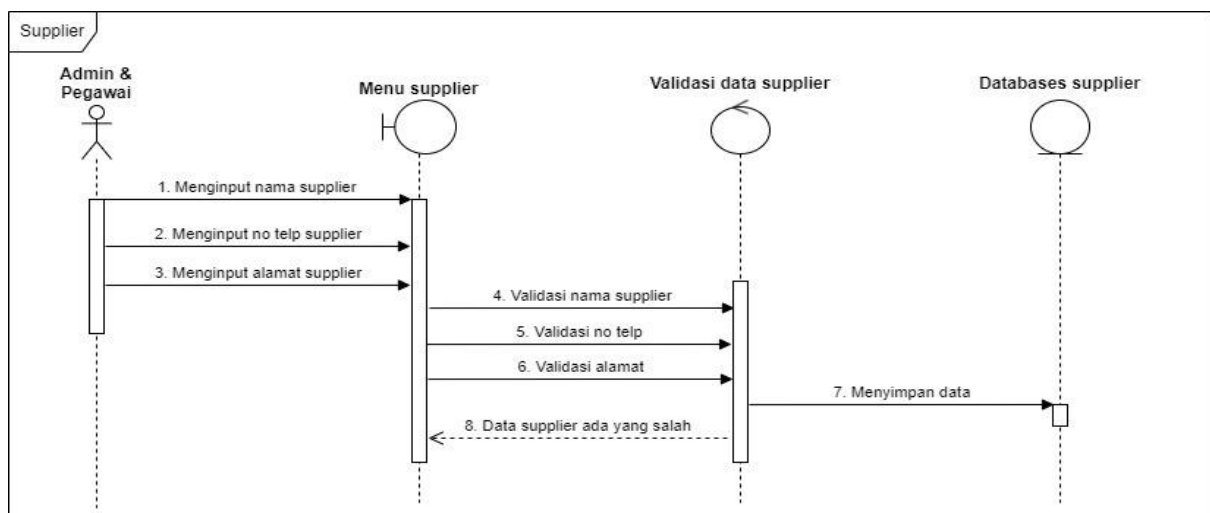 Supplier
Admin &
Pegawai
Menu supplier
Validasi data supplier
Databases supplier
1. Menginput nama supplier
2. Menginput no telp supplier
3. Menginput alamat supplier
4. Validasi nama supplier
5. Validasi no telp
6. Validasi alamat
7. Menyimpan data
8. Data supplier ada yang salah